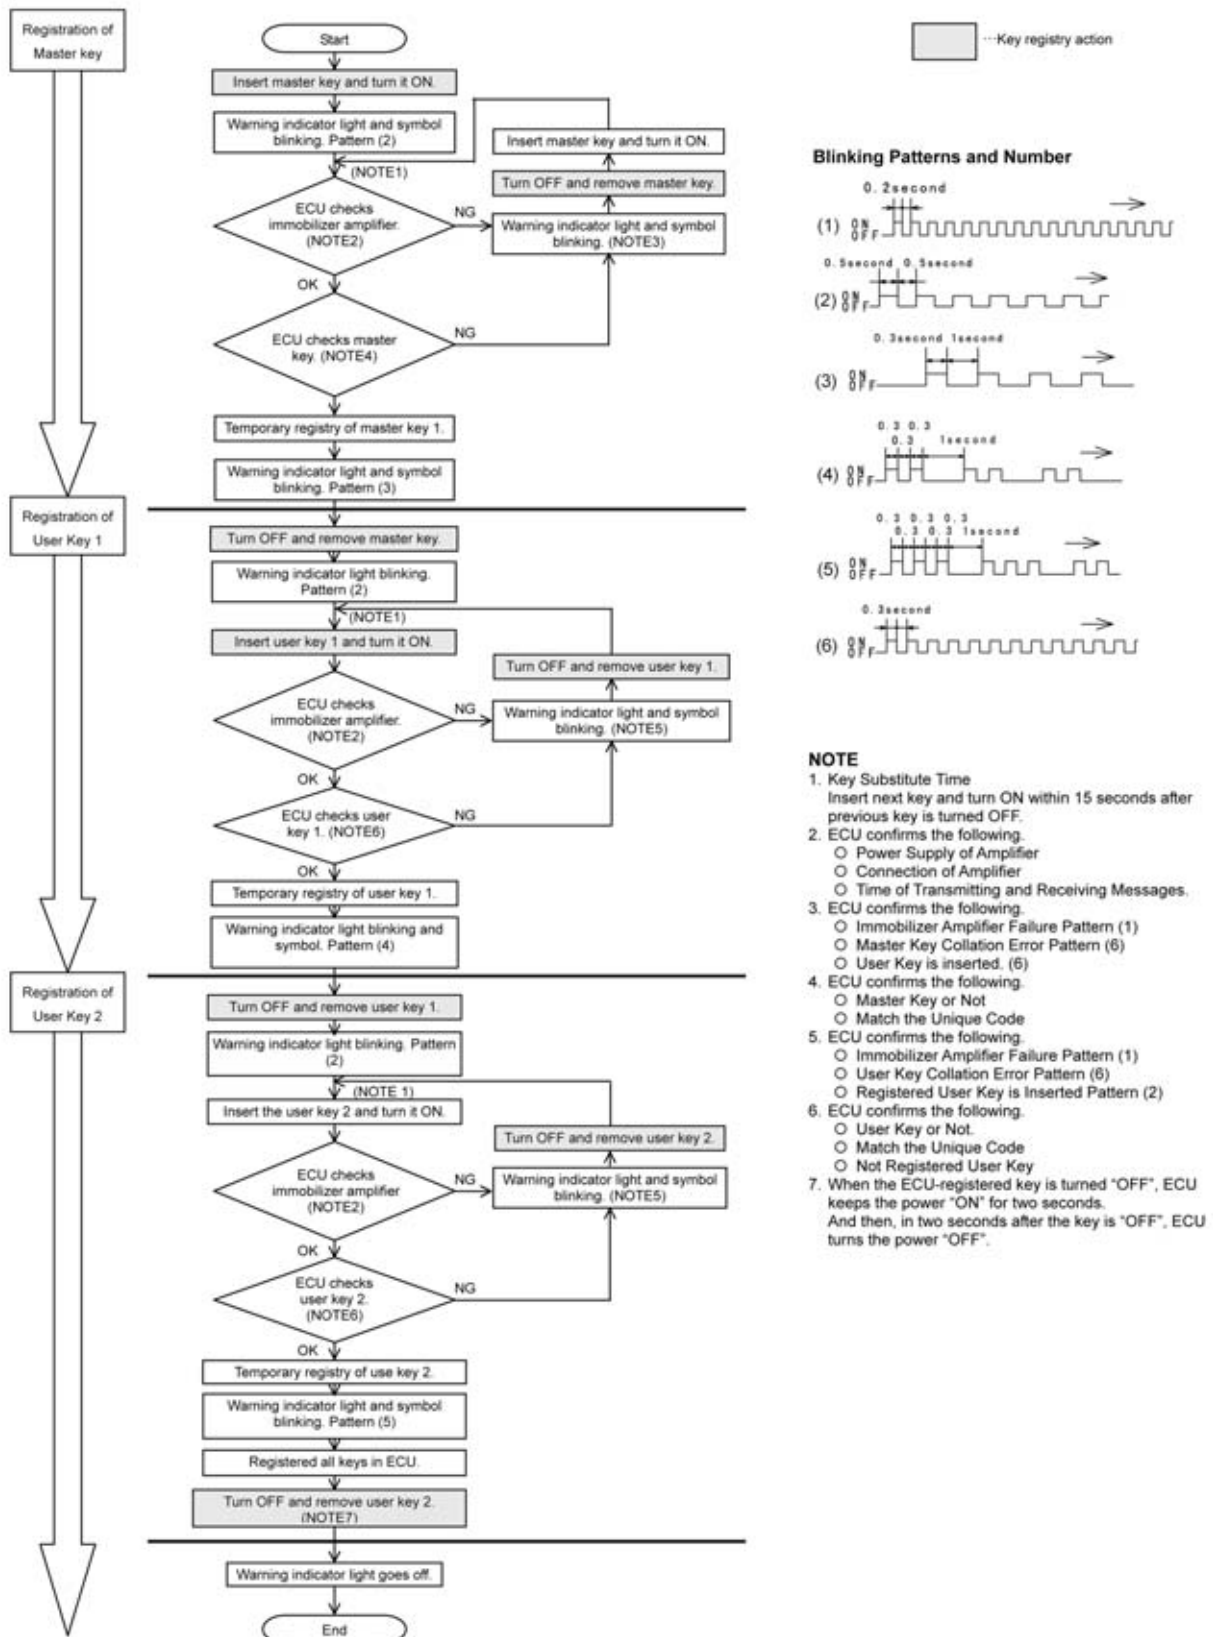 Registration of
Master key
Start
Insert master key and turn it ON.
Warning indicator light and symbol
blinking. Pattern (2)
(NOTE1)
ECU checks
immobilizer amplifier.
(NOTE2)
NG
Insert master key and turn it ON.
Turn OFF and remove master key.
Warning indicator light and symbol
blinking. (NOTE3)
OK
ECU checks master
key. (NOTE4)
NG
Temporary registry of master key 1.
Warning indicator light and symbol
blinking. Pattern (3)
Registration of
User Key 1
Turn OFF and remove master key.
Warning indicator light blinking.
Pattern (2)
(NOTE1)
Insert user key 1 and turn it ON.
Turn OFF and remove user key 1.
ECU checks
immobilizer amplifier.
(NOTE2)
NG
Warning indicator light and symbol
blinking. (NOTE5)
OK
ECU checks user
key 1. (NOTE6)
NG
OK
Temporary registry of user key 1.
Warning indicator light blinking and
symbol. Pattern (4)
Registration of
User Key 2
Turn OFF and remove user key 1.
Warning indicator light blinking. Pattern
(2)
(NOTE 1)
Insert the user key 2 and turn it ON.
Turn OFF and remove user key 2.
ECU checks
immobilizer amplifier
(NOTE2)
NG
Warning indicator light and symbol
blinking. (NOTE5)
OK
ECU checks
user key 2.
(NOTE6)
NG
OK
Temporary registry of use key 2.
Warning indicator light and symbol
blinking. Pattern (5)
Registered all keys in ECU.
Turn OFF and remove user key 2.
(NOTE7)
Warning indicator light goes off.
End
···Key registry action
Blinking Patterns and Number
0. 2second
(1) ON
OFF
0. 5second 0. 5second
(2) ON
OFF
0. 3second 1second
(3) ON
OFF
0. 3 0. 3
0. 3 1second
(4) ON
OFF
0. 3 0. 3 0. 3
0. 3 0. 3 1second
(5) ON
OFF
0. 3second
(6) ON
OFF
NOTE
1. Key Substitute Time
Insert next key and turn ON within 15 seconds after
previous key is turned OFF.
2. ECU confirms the following.
O Power Supply of Amplifier
O Connection of Amplifier
O Time of Transmitting and Receiving Messages.
3. ECU confirms the following.
O Immobilizer Amplifier Failure Pattern (1)
O Master Key Collation Error Pattern (6)
O User Key is inserted. (6)
4. ECU confirms the following.
O Master Key or Not
O Match the Unique Code
5. ECU confirms the following.
O Immobilizer Amplifier Failure Pattern (1)
O User Key Collation Error Pattern (6)
O Registered User Key is Inserted Pattern (2)
6. ECU confirms the following.
O User Key or Not.
O Match the Unique Code
O Not Registered User Key
7. When the ECU-registered key is turned “OFF”, ECU
keeps the power “ON” for two seconds.
And then, in two seconds after the key is “OFF”, ECU
turns the power “OFF”.